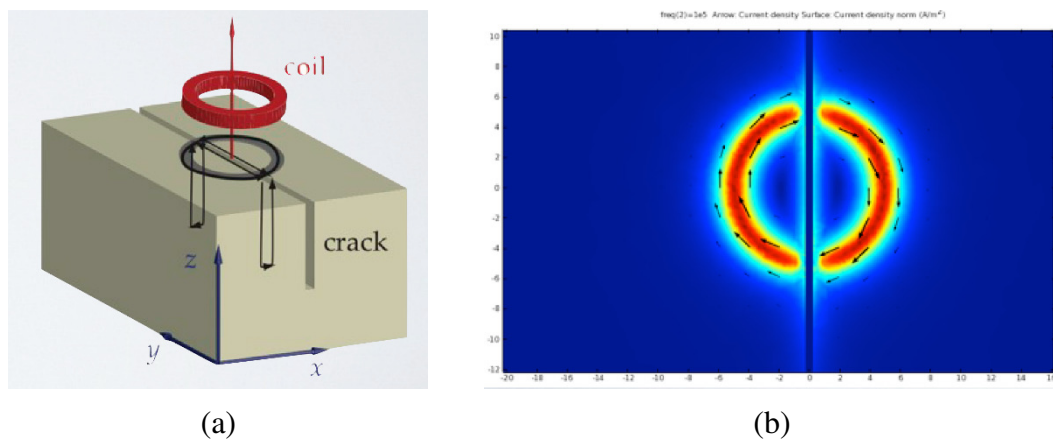 coil
crack
z
y
x
(a)
freq(2)=1e5 Arrow: Current density Surface: Current density norm (A/m²)
10
8
6
4
2
0
-2
-4
-6
-8
-10
-12
-20 -18 -16 -14 -12 -10 -8 -6 -4 -2 0 2 4 6 8 10 12 14 16
(b)